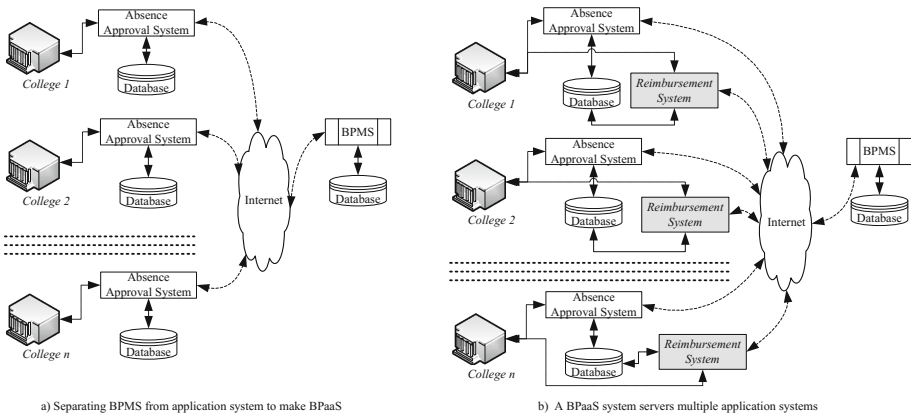 Absence
Approval System
College 1
Database
Absence
Approval System
College 2
Database
Internet
BPMS
Database
Absence
Approval System
College n
Database
a) Separating BPMS from application system to make BPaaS
Absence
Approval System
College 1
Database
Reimbursement
System
Absence
Approval System
College 2
Database
Reimbursement
System
Internet
BPMS
Database
Absence
Approval System
College n
Database
Reimbursement
System
b) A BPaaS system servers multiple application systems